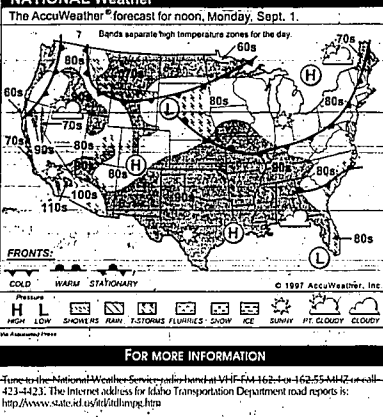 NATIONAL Weather
The AccuWeather® forecast for noon, Monday, Sept. 1.
Bands separate high temperature zones for the day.
60s
70s
80s
80s
60s
70s
80s
80s
80s
H
L
70s
90s
80s
80s
80s
H
90s
90s
100s
110s
H
L
80s
FRONTS:
COLD WARM STATIONARY
© 1997 AccuWeather, Inc.
Pressure
H L
HIGH LOW SHOWERS RAIN T-STORMS FLURRIES SNOW ICE SUNNY PT. CLOUDY CLOUDY
Via Associated Press
FOR MORE INFORMATION
Tune to the National Weather Service radio band at VHF-FM 162.4 or 162.55 MHZ or call
423-4423. The Internet address for Idaho Transportation Department road reports is:
http://www.state.id.us/itd/itdhmpg.htm